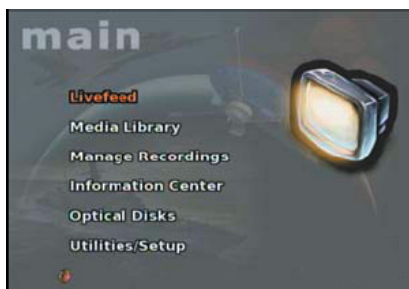 main
Livefeed
Media Library
Manage Recordings
Information Center
Optical Disks
Utilities/Setup